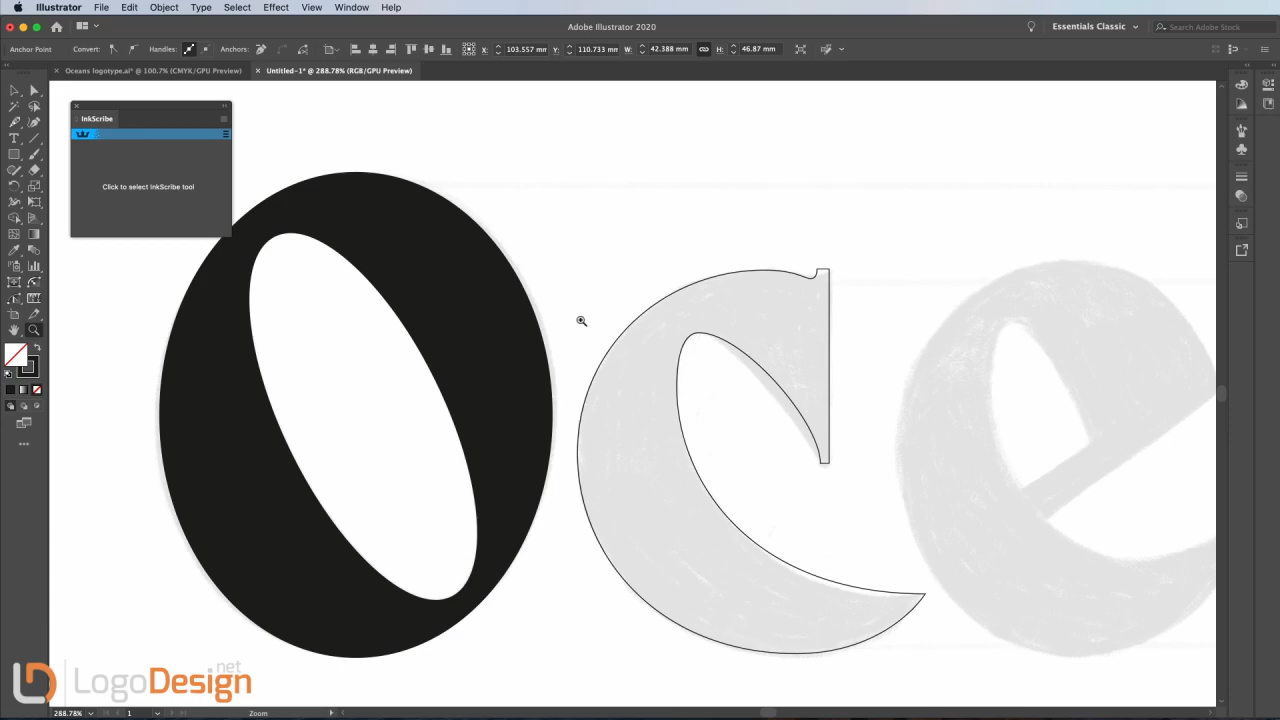 Illustrator File Edit Object Type Select Effect View Window Help
Adobe Illustrator 2020
Essentials Classic
Search Adobe Stock
Anchor Point Convert: Handles: Anchors: X: 103.557 mm Y: 110.733 mm W: 42.388 mm H: 46.87 mm
× Oceans logotype.ai* @ 100.7% (CMYK/GPU Preview) × Untitled-1* @ 288.78% (RGB/GPU Preview)
InkScribe
Click to select InkScribe tool
Oce
LogoDesign.net
288.78% 1 Zoom